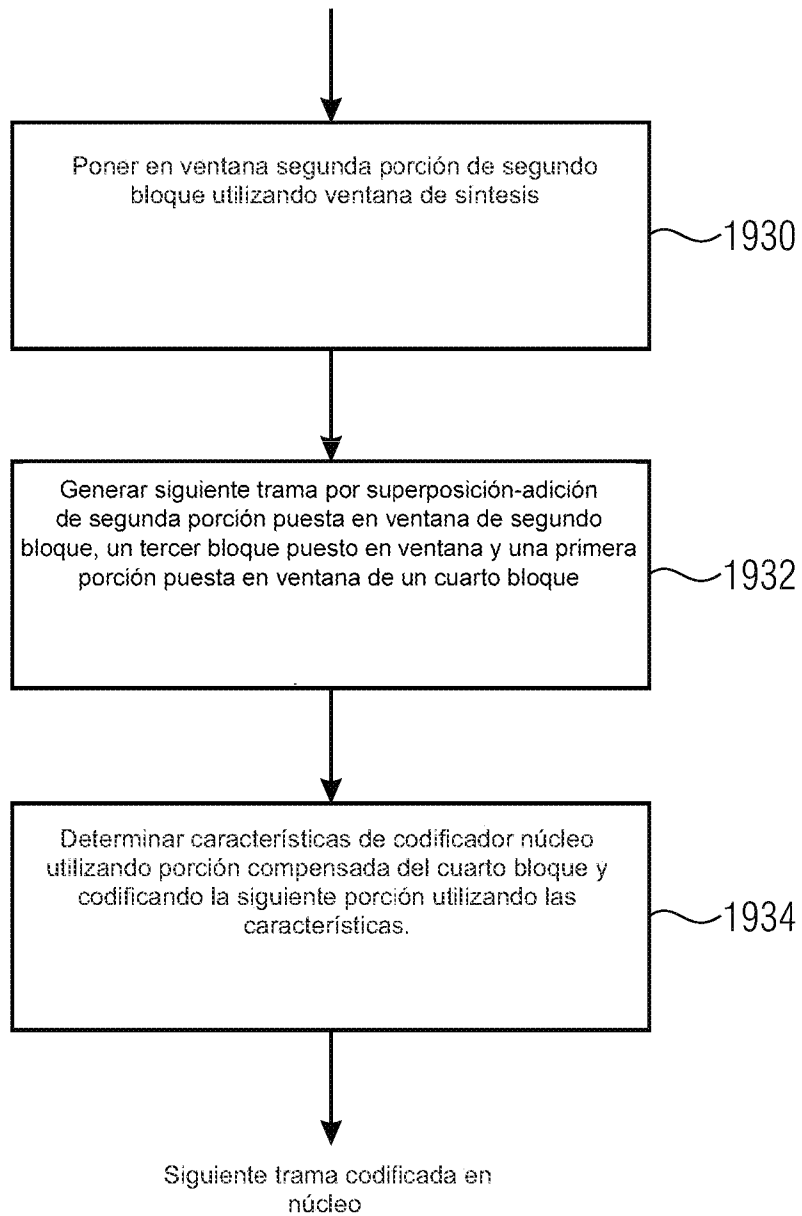 Poner en ventana segunda porción de segundo
bloque utilizando ventana de síntesis
1930
Generar siguiente trama por superposición-adición
de segunda porción puesta en ventana de segundo
bloque, un tercer bloque puesto en ventana y una primera
porción puesta en ventana de un cuarto bloque
1932
Determinar características de codificador núcleo
utilizando porción compensada del cuarto bloque y
codificando la siguiente porción utilizando las
características.
1934
Siguiente trama codificada en
núcleo